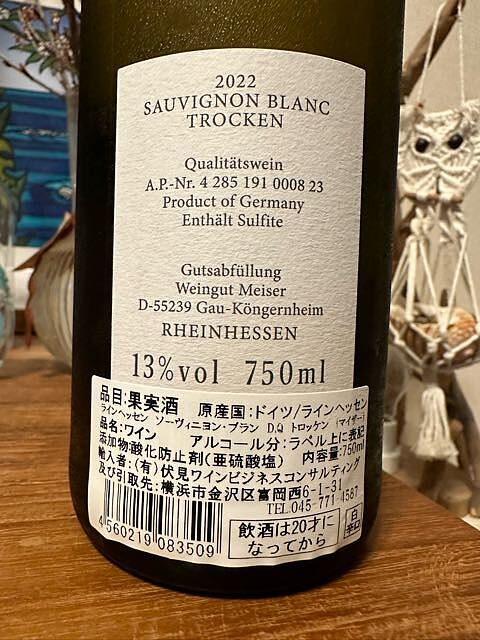 2022
SAUVIGNON BLANC
TROCKEN
Qualitätswein
A.P.-Nr. 4 285 191 0008 23
Product of Germany
Enthält Sulfite
Gutsabfüllung
Weingut Meiser
D-55239 Gau-Köngernheim
RHEINHESSEN
13%vol 750ml
品目:果実酒 原産国:ドイツ/ラインヘッセン
ラインヘッセン ソーヴィニヨン・ブラン D.Q トロッケン (マイザー)
品名:ワイン アルコール分:ラベル上に表記
添加物:酸化防止剤(亜硫酸塩) 内容量:750ml
輸入者:(有)伏見ワインビジネスコンサルティング
及び引取先:横浜市金沢区富岡西6-1-31
TEL.045-771-4587
4 560219 083509
飲酒は20才に
なってから
白
辛口